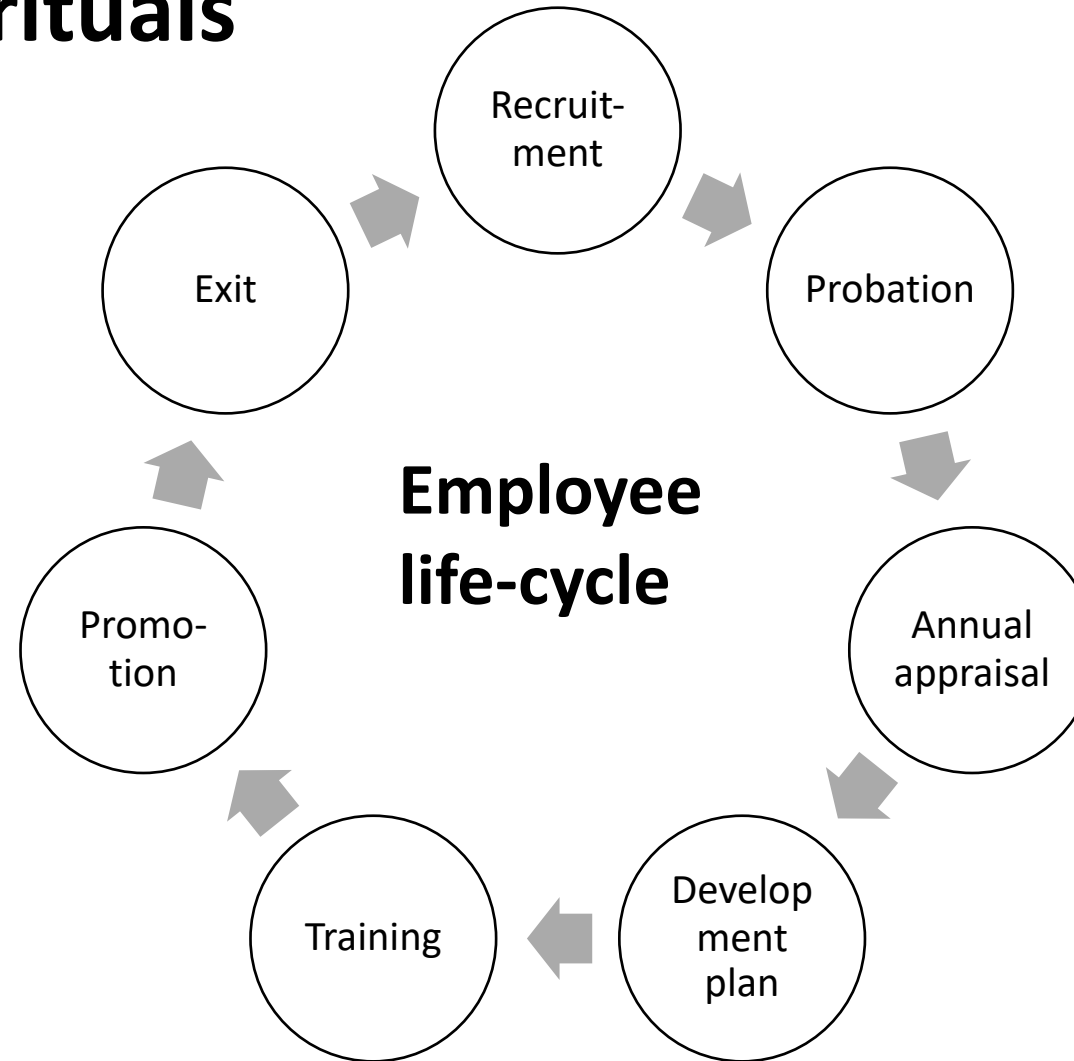 rituals
Recruit-
ment
Probation
Annual
appraisal
Develop
ment
plan
Training
Promo-
tion
Exit
Employee
life-cycle